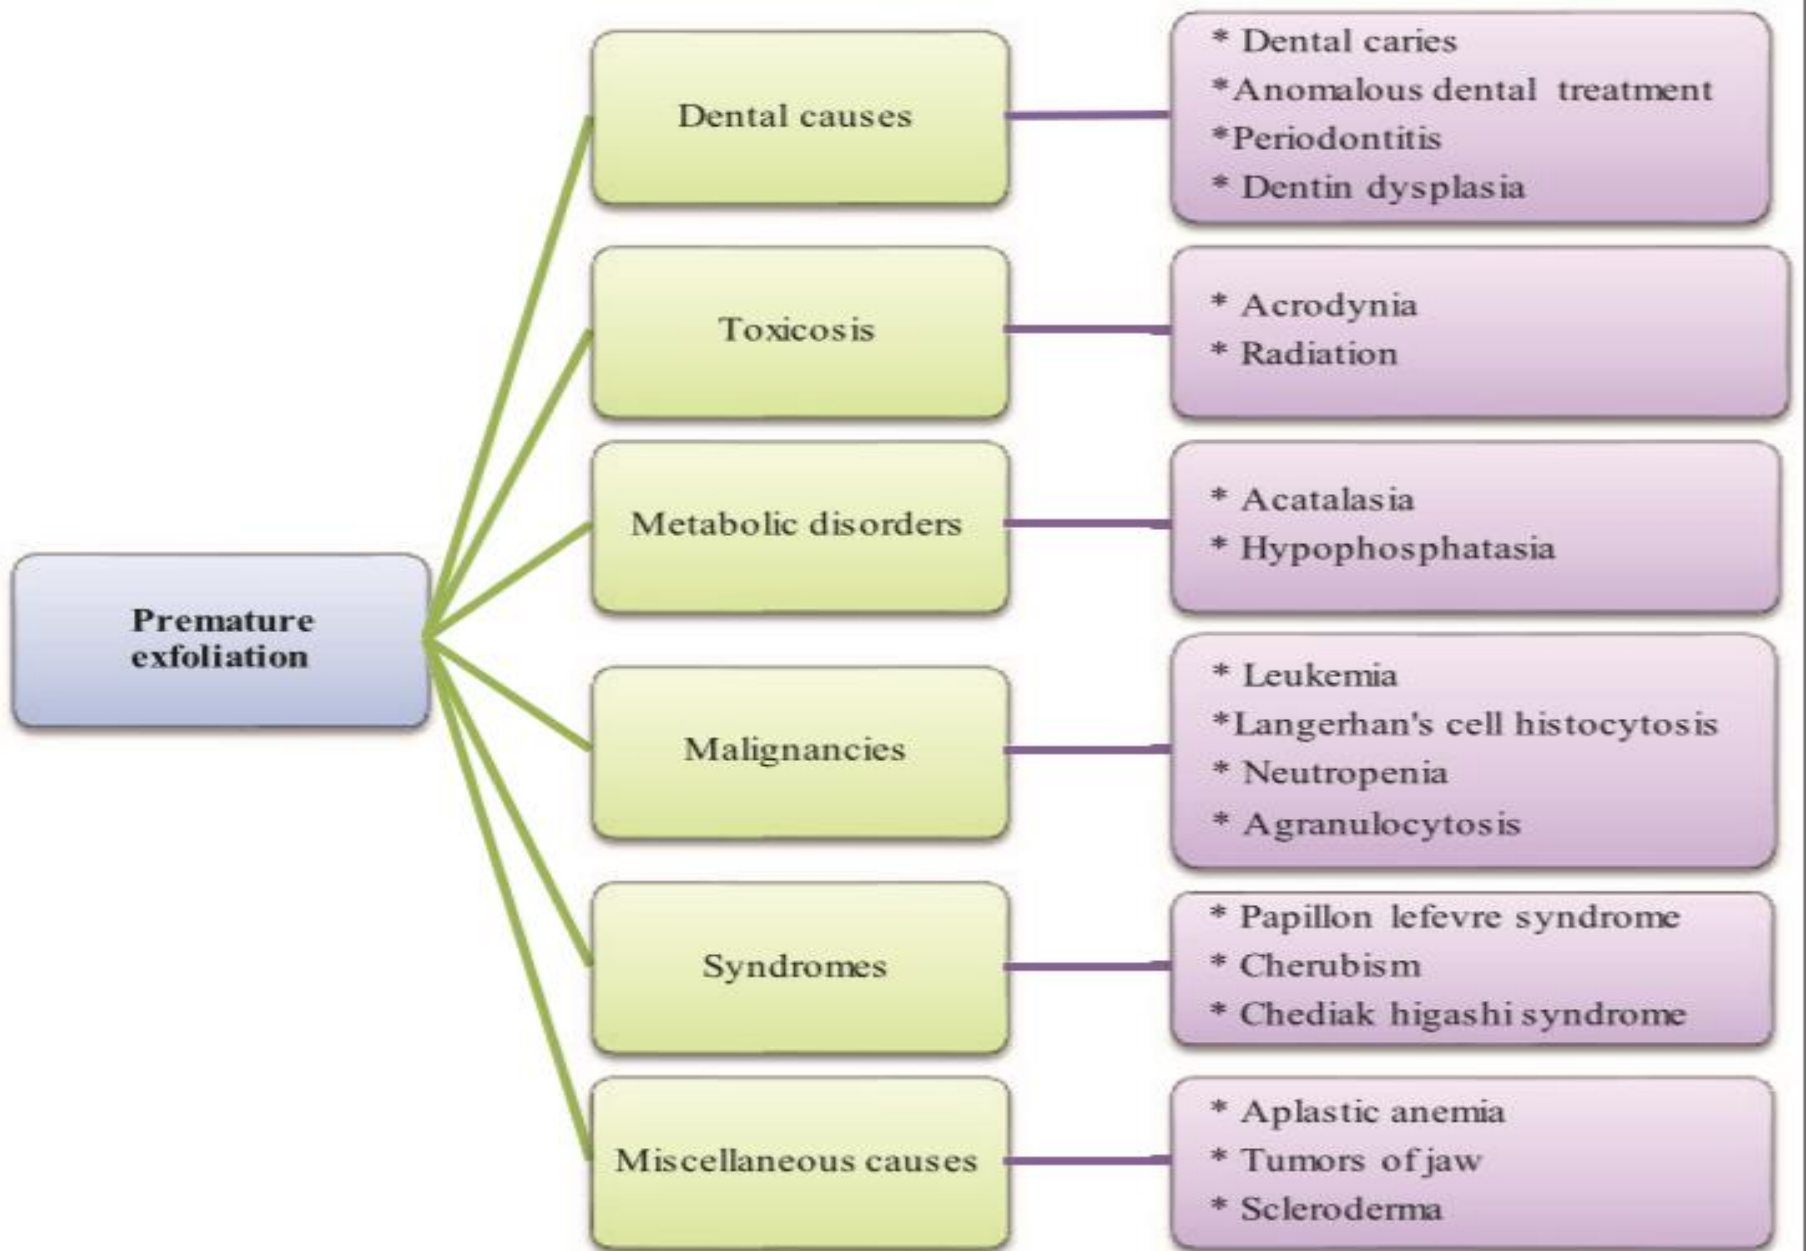 Premature
exfoliation
Dental causes
* Dental caries
*Anomalous dental treatment
*Periodontitis
* Dentin dysplasia
Toxicosis
* Acrodynia
* Radiation
Metabolic disorders
* Acatalasia
* Hypophosphatasia
Malignancies
* Leukemia
*Langerhan's cell histocytosis
* Neutropenia
* Agranulocytosis
Syndromes
* Papillon lefevre syndrome
* Cherubism
* Chediak higashi syndrome
Miscellaneous causes
* Aplastic anemia
* Tumors of jaw
* Scleroderma